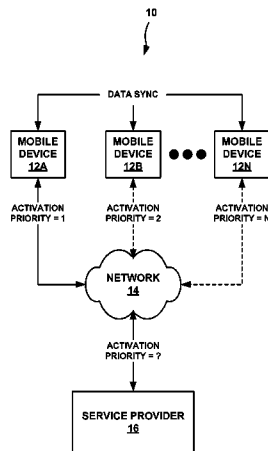 10
DATA SYNC
MOBILE DEVICE 12A
MOBILE DEVICE 12B
MOBILE DEVICE 12N
ACTIVATION PRIORITY = 1
ACTIVATION PRIORITY = 2
ACTIVATION PRIORITY = N
NETWORK
14
ACTIVATION
PRIORITY = ?
SERVICE PROVIDER
16